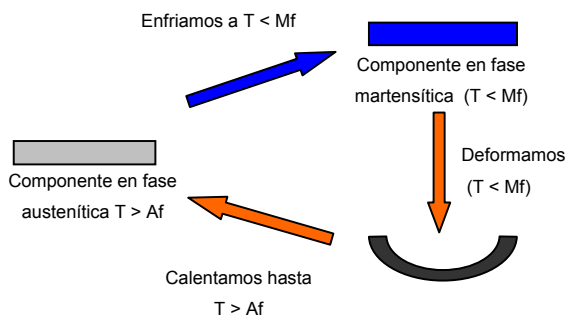 Enfriamos a T < Mf
Componente en fase
martensítica (T < Mf)
Deformamos
(T < Mf)
Componente en fase
austenítica T > Af
Calentamos hasta
T > Af